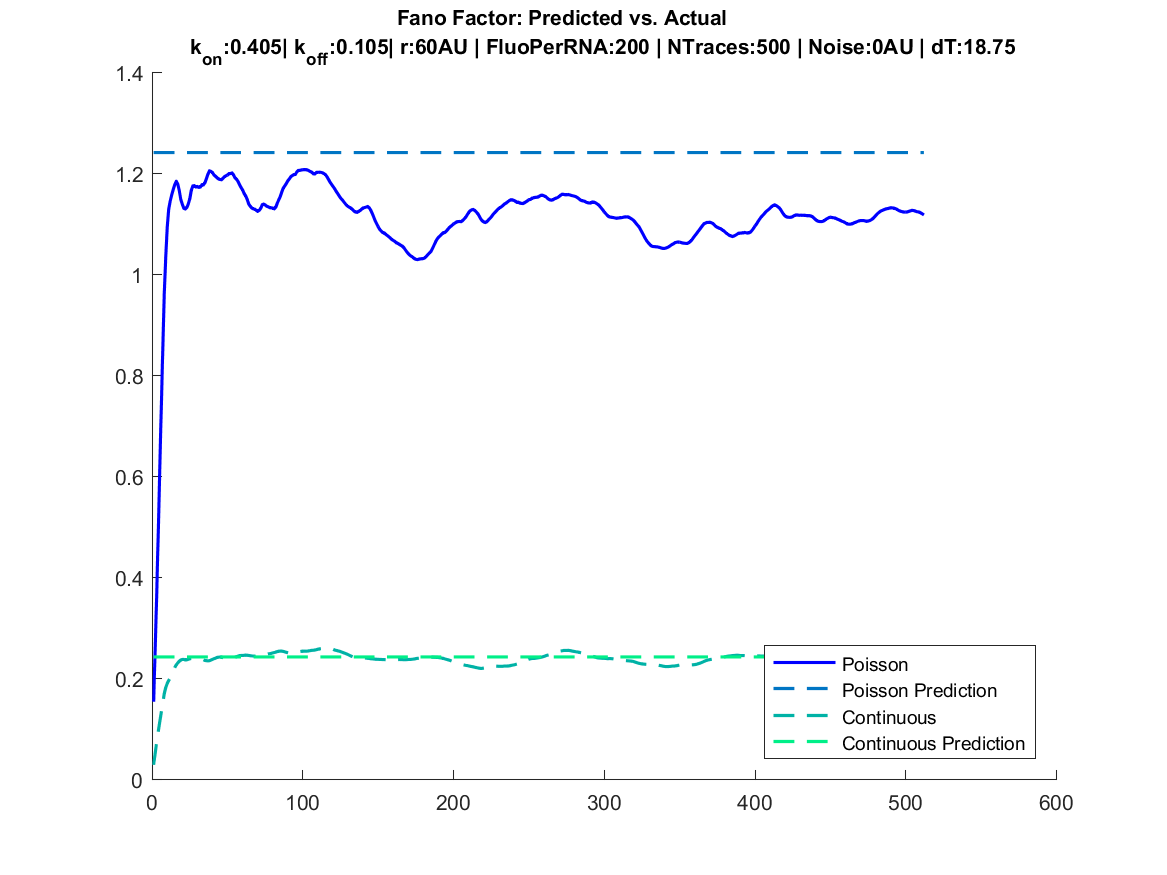 Fano Factor: Predicted vs. Actual
k_on:0.405| k_off:0.105| r:60AU | FluoPerRNA:200 | NTraces:500 | Noise:0AU | dT:18.75
1.4
1.2
1
0.8
0.6
0.4
0.2
0
0 100 200 300 400 500 600
Poisson
Poisson Prediction
Continuous
Continuous Prediction